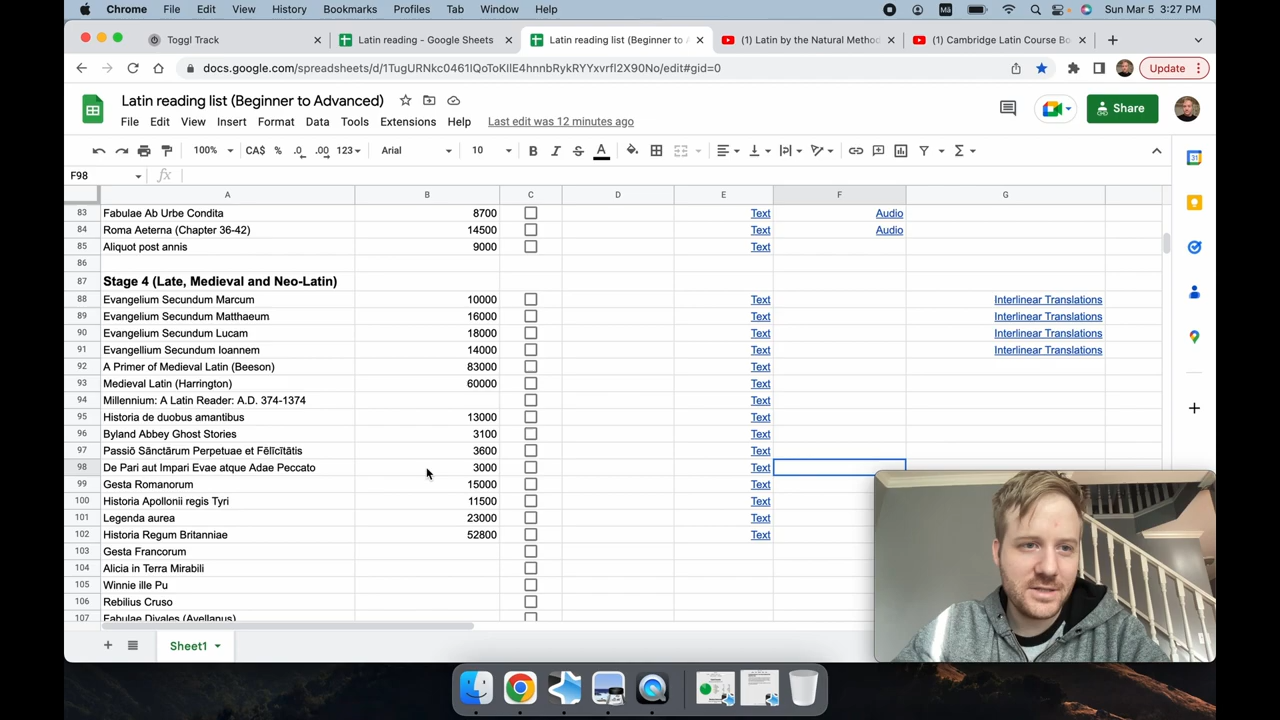 Chrome File Edit View History Bookmarks Profiles Tab Window Help Sun Mar 5 3:27 PM
Toggl Track Latin reading - Google Sheets Latin reading list (Beginner to A (1) Latin by the Natural Method (1) Cambridge Latin Course Bo
docs.google.com/spreadsheets/d/1TugURNkc0461IQoToKlE4hnnbRykRYYxvrfl2X90No/edit#gid=0 Update
Latin reading list (Beginner to Advanced)
File Edit View Insert Format Data Extensions Help Last edit was 12 minutes ago Share
100% CA$ % .0 .00 123 Arial 10 B I S A
F98 fx
A B C D E F G
83 Fabulae Ab Urbe Condita 8700 Text Audio
84 Roma Aeterna (Chapter 36-42) 14500 Text Audio
85 Aliquot post annis 9000 Text
86
87 Stage 4 (Late, Medieval and Neo-Latin)
88 Evangelium Secundum Marcum 10000 Text Interlinear Translations
89 Evangelium Secundum Matthaeum 16000 Text Interlinear Translations
90 Evangelium Secundum Lucam 18000 Text Interlinear Translations
91 Evangellium Secundum Ioannem 14000 Text Interlinear Translations
92 A Primer of Medieval Latin (Beeson) 83000 Text
93 Medieval Latin (Harrington) 60000 Text
94 Millennium: A Latin Reader: A.D. 374-1374 Text
95 Historia de duobus amantibus 13000 Text
96 Byland Abbey Ghost Stories 3100 Text
97 Passiō Sānctārum Perpetuae et Fēlīcītātis 3600 Text
98 De Pari aut Impari Evae atque Adae Peccato 3000 Text
99 Gesta Romanorum 15000 Text
100 Historia Apollonii regis Tyri 11500 Text
101 Legenda aurea 23000 Text
102 Historia Regum Britanniae 52800 Text
103 Gesta Francorum
104 Alicia in Terra Mirabili
105 Winnie ille Pu
106 Rebilius Cruso
107 Fabulae Divales (Avellanus)
Sheet1